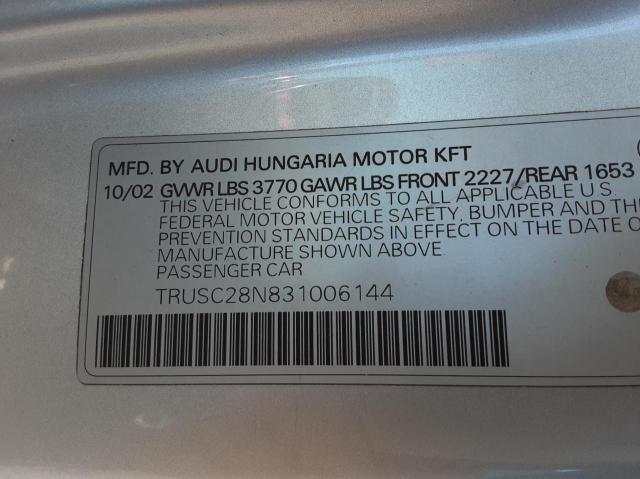 MFD. BY AUDI HUNGARIA MOTOR KFT
10/02 GVWR LBS 3770 GAWR LBS FRONT 2227/REAR 1653
THIS VEHICLE CONFORMS TO ALL APPLICABLE U.S.
FEDERAL MOTOR VEHICLE SAFETY, BUMPER AND
PREVENTION STANDARDS IN EFFECT ON THE DATE
MANUFACTURE SHOWN ABOVE
PASSENGER CAR
TRUSC28N831006144